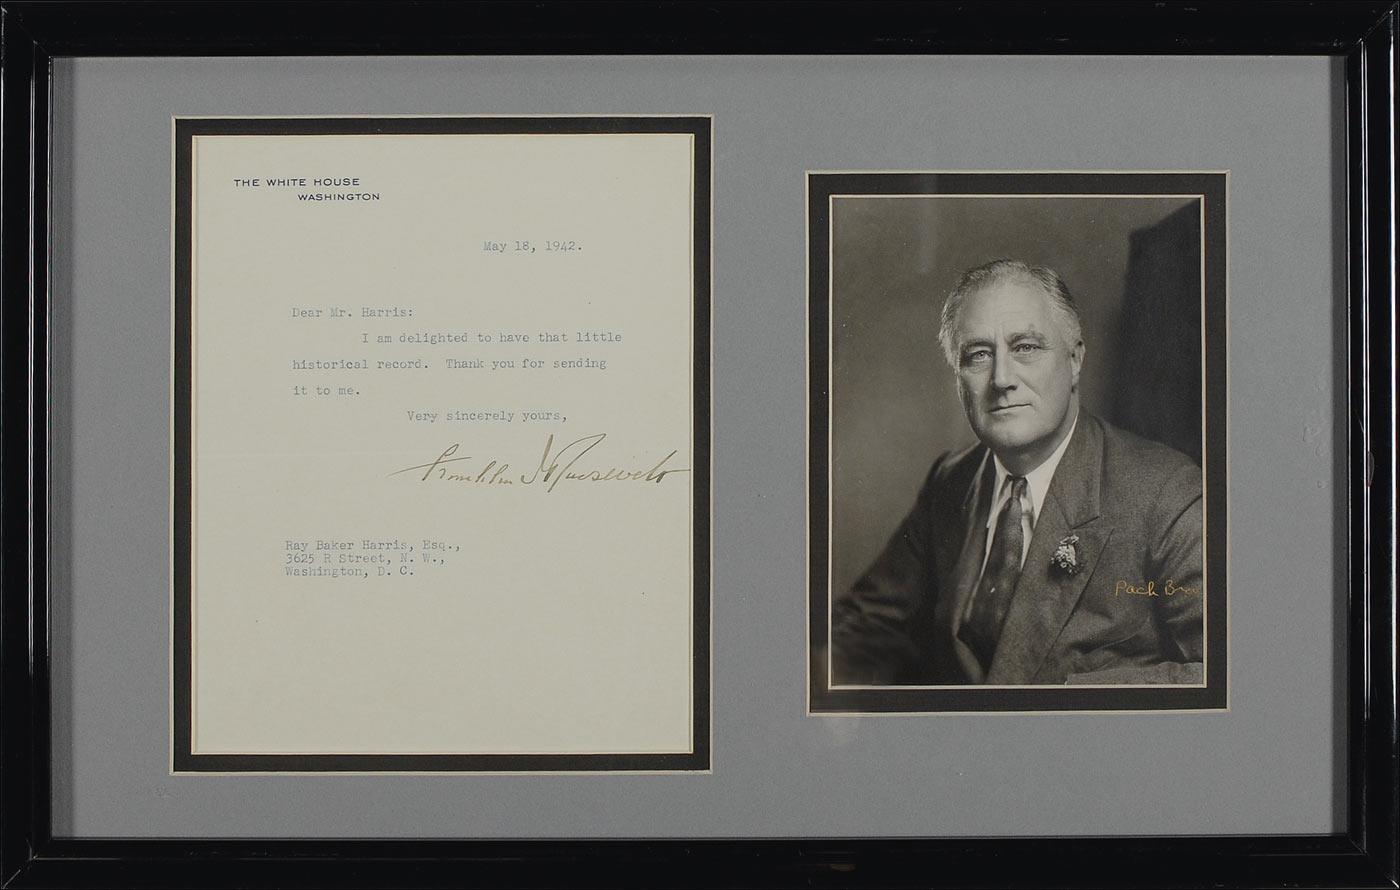 THE WHITE HOUSE
WASHINGTON
May 18, 1942.
Dear Mr. Harris:
I am delighted to have that little
historical record. Thank you for sending
it to me.
Very sincerely yours,
Franklin D Roosevelt
Ray Baker Harris, Esq.,
3625 R Street, N. W.,
Washington, D. C.
Pach Bro